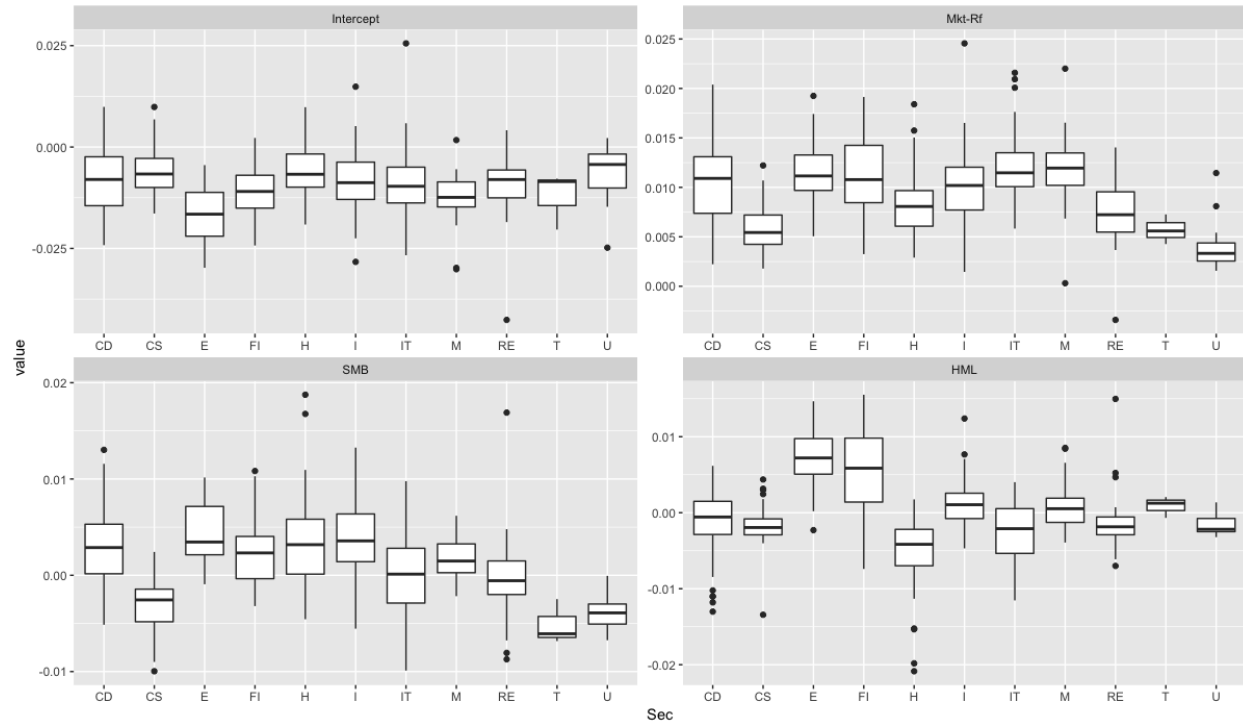 Intercept
Mkt-Rf
0.025
0.000
-0.025
0.025
0.020
0.015
0.010
0.005
0.000
CD CS E FI H I IT M RE T U
CD CS E FI H I IT M RE T U
value
SMB
HML
0.02
0.01
0.00
-0.01
0.01
0.00
-0.01
-0.02
CD CS E FI H I IT M RE T U
CD CS E FI H I IT M RE T U
Sec